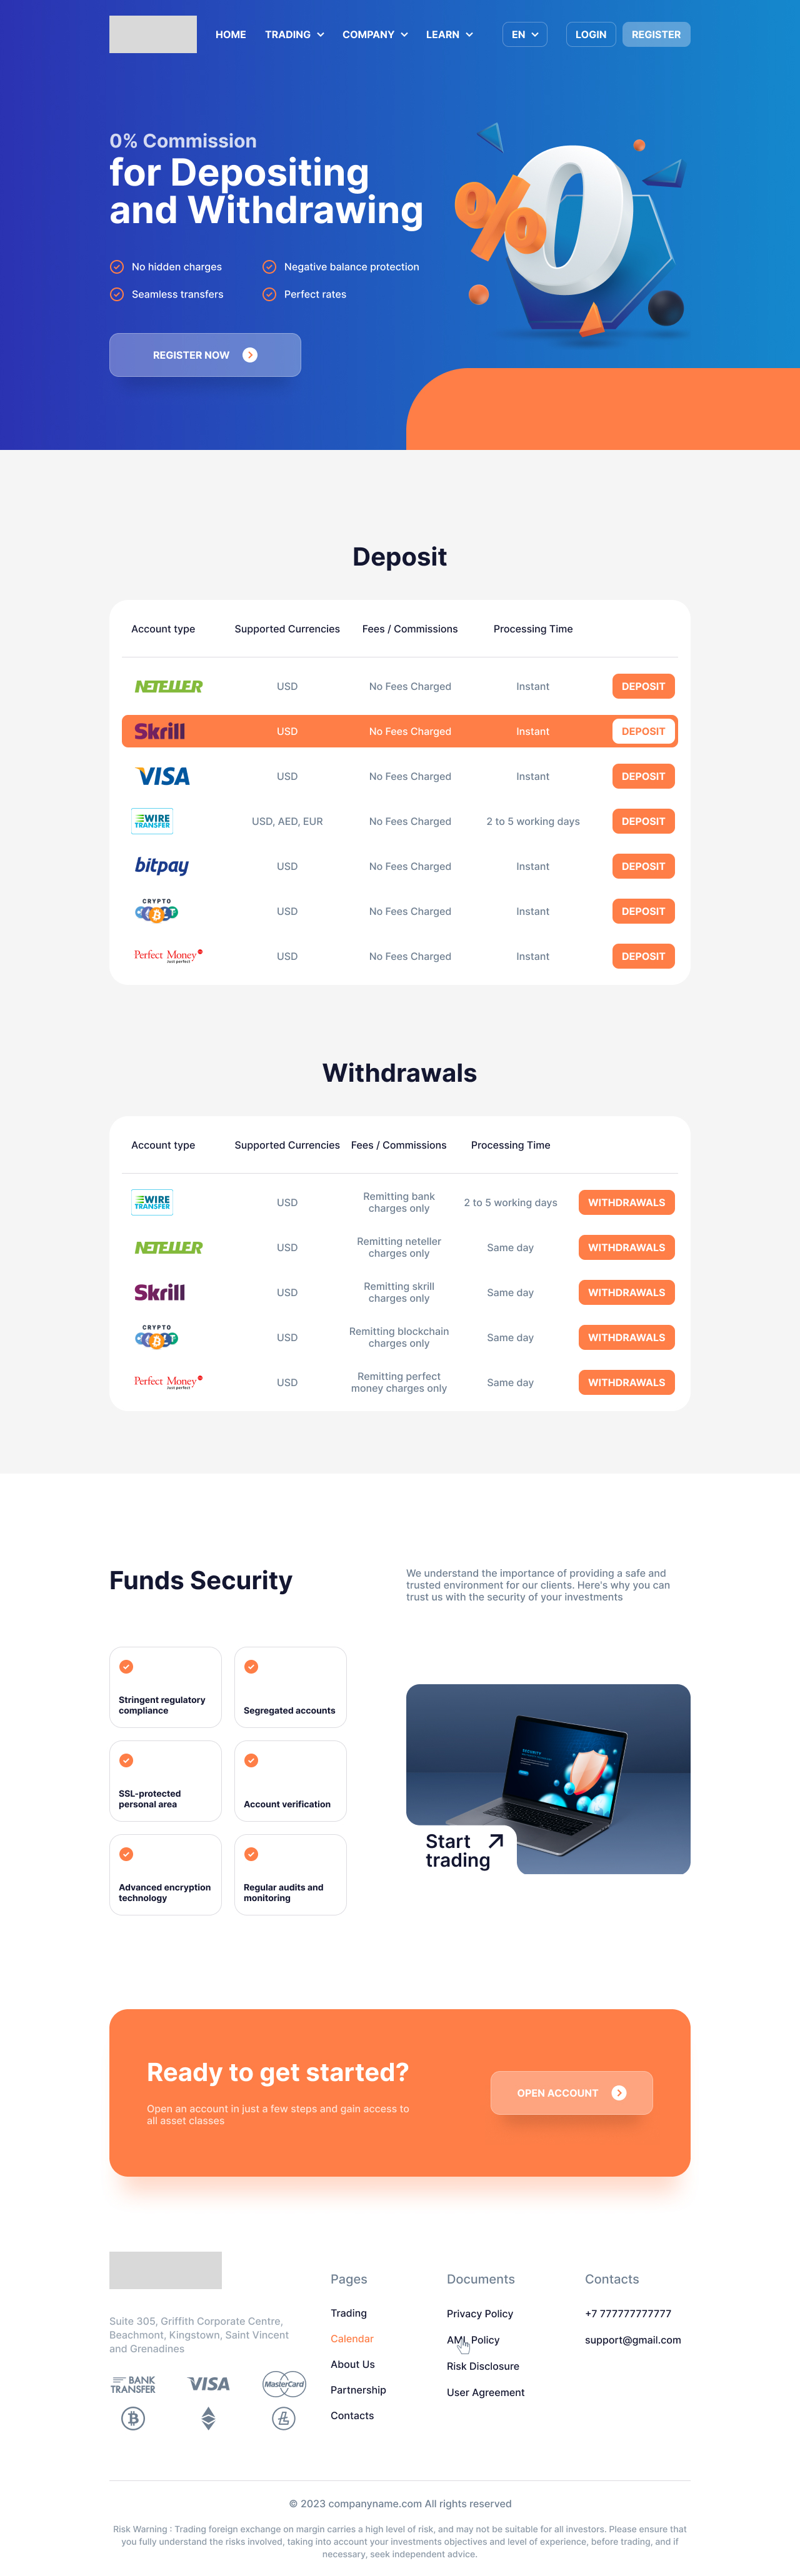 HOME TRADING COMPANY LEARN EN LOGIN REGISTER
0% Commission
for Depositing
and Withdrawing
No hidden charges Negative balance protection
Seamless transfers Perfect rates
REGISTER NOW
%0
Deposit
Account type Supported Currencies Fees / Commissions Processing Time
NETELLER USD No Fees Charged Instant DEPOSIT
Skrill USD No Fees Charged Instant DEPOSIT
VISA USD No Fees Charged Instant DEPOSIT
WIRE
TRANSFER USD, AED, EUR No Fees Charged 2 to 5 working days DEPOSIT
bitpay USD No Fees Charged Instant DEPOSIT
CRYPTO USD No Fees Charged Instant DEPOSIT
Perfect Money USD No Fees Charged Instant DEPOSIT
Just perfect
Withdrawals
Account type Supported Currencies Fees / Commissions Processing Time
WIRE
TRANSFER USD Remitting bank
charges only 2 to 5 working days WITHDRAWALS
NETELLER USD Remitting neteller
charges only Same day WITHDRAWALS
Skrill USD Remitting skrill
charges only Same day WITHDRAWALS
CRYPTO USD Remitting blockchain
charges only Same day WITHDRAWALS
Perfect Money USD Remitting perfect
Just perfect money charges only Same day WITHDRAWALS
Funds Security
We understand the importance of providing a safe and
trusted environment for our clients. Here's why you can
trust us with the security of your investments
Stringent regulatory
compliance
Segregated accounts
SSL-protected
personal area
Account verification
Advanced encryption
technology
Regular audits and
monitoring
SECURITY
Start
trading
Ready to get started?
Open an account in just a few steps and gain access to
all asset classes
OPEN ACCOUNT
Suite 305, Griffith Corporate Centre,
Beachmont, Kingstown, Saint Vincent
and Grenadines
BANK
TRANSFER
VISA
MasterCard
Pages
Trading
Calendar
About Us
Partnership
Contacts
Documents
Privacy Policy
AML Policy
Risk Disclosure
User Agreement
Contacts
+7 777777777777
support@gmail.com
© 2023 companyname.com All rights reserved
Risk Warning : Trading foreign exchange on margin carries a high level of risk, and may not be suitable for all investors. Please ensure that
you fully understand the risks involved, taking into account your investments objectives and level of experience, before trading, and if
necessary, seek independent advice.